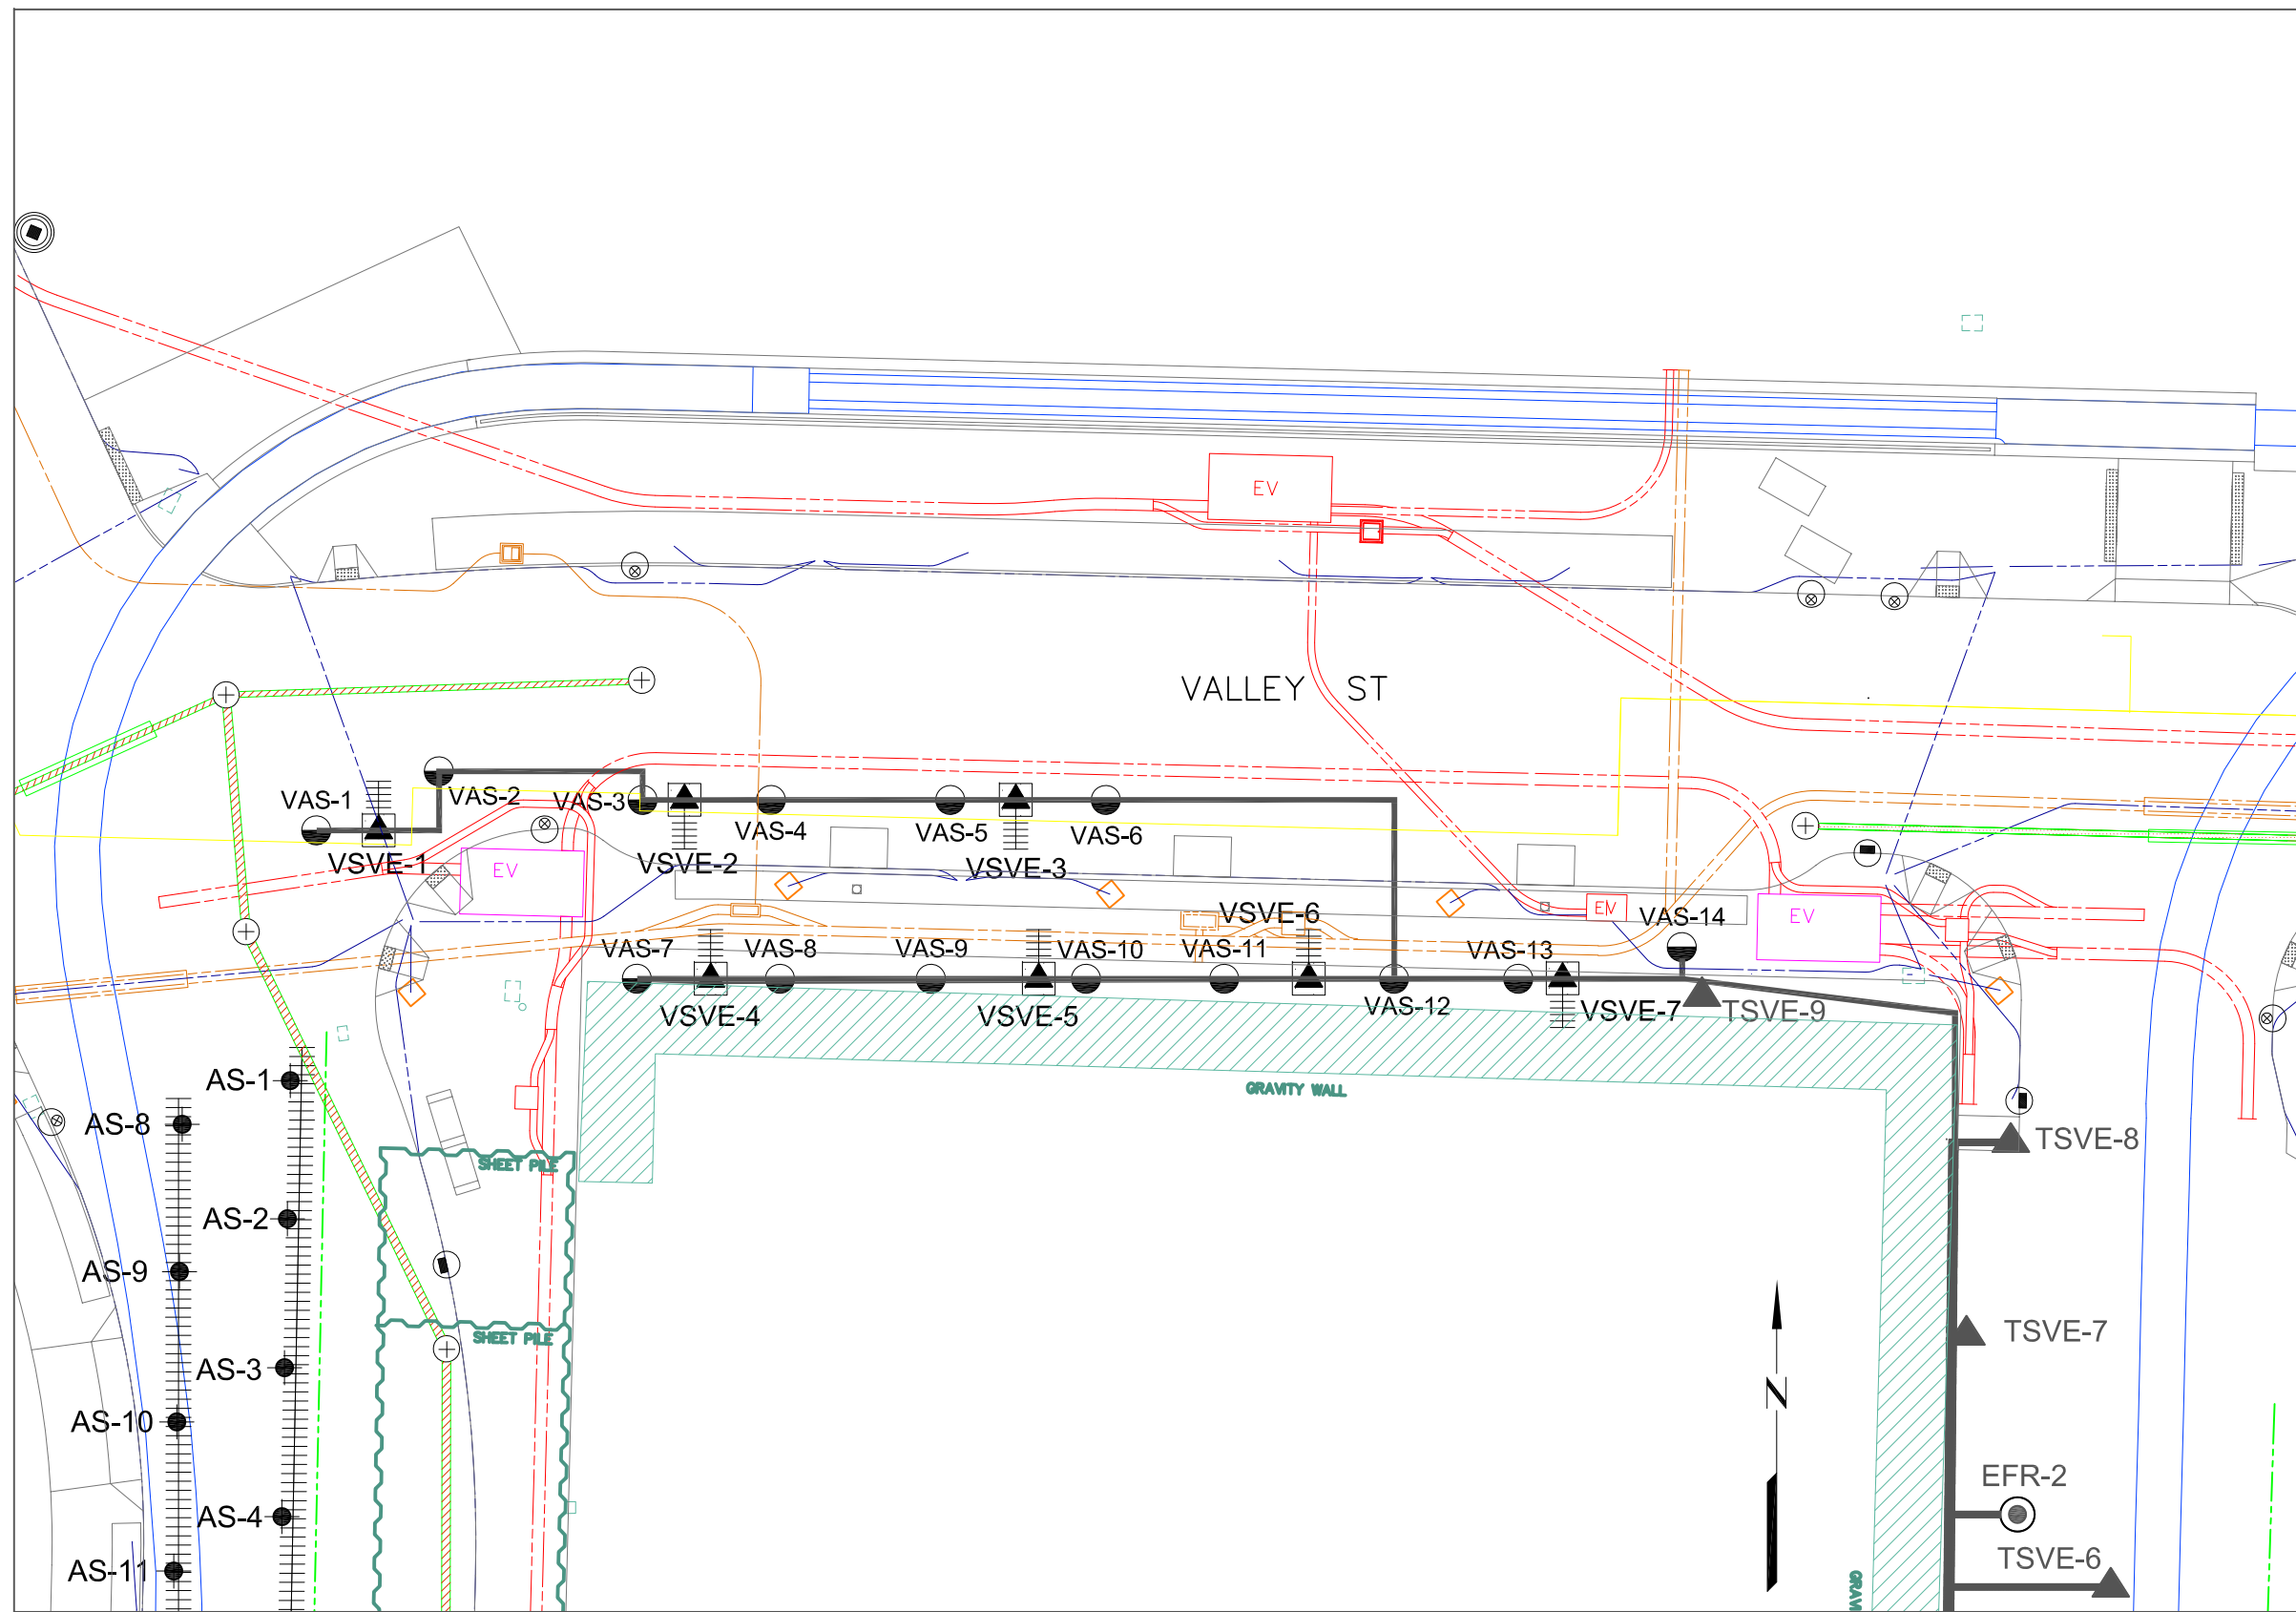 EV
VALLEY ST
VAS-1
VAS-2
VAS-3
VAS-4
VAS-5
VAS-6
VSVE-1
VSVE-2
VSVE-3
EV
EV
EV
VSVE-6
VAS-14
VAS-7
VAS-8
VAS-9
VAS-10
VAS-11
VAS-13
VSVE-4
VSVE-5
VAS-12
VSVE-7
TSVE-9
GRAVITY WALL
AS-1
AS-8
TSVE-8
SHEET PILE
AS-2
AS-9
SHEET PILE
TSVE-7
AS-3
N
AS-10
EFR-2
AS-4
TSVE-6
AS-11
GRAVI